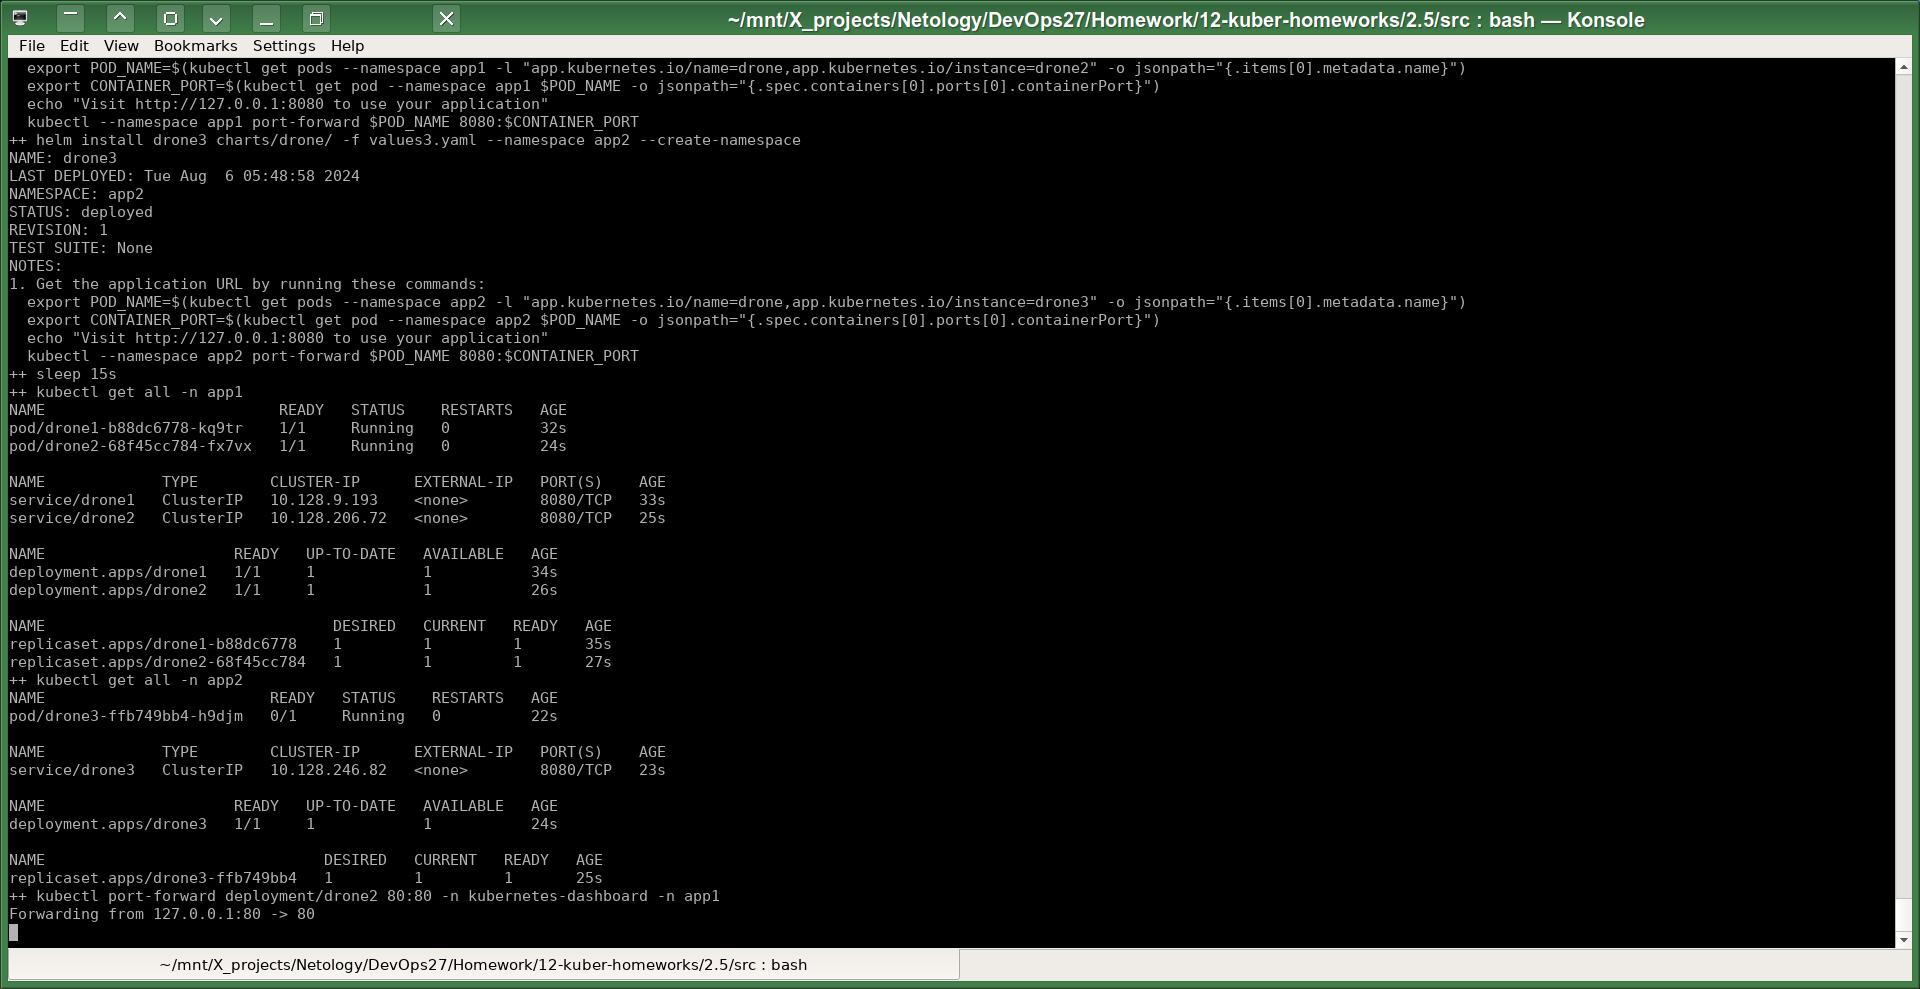 ~/mnt/X_projects/Netology/DevOps27/Homework/12-kuber-homeworks/2.5/src : bash — Konsole
File Edit View Bookmarks Settings Help
  export POD_NAME=$(kubectl get pods --namespace app1 -l "app.kubernetes.io/name=drone,app.kubernetes.io/instance=drone2" -o jsonpath="{.items[0].metadata.name}")
  export CONTAINER_PORT=$(kubectl get pod --namespace app1 $POD_NAME -o jsonpath="{.spec.containers[0].ports[0].containerPort}")
  echo "Visit http://127.0.0.1:8080 to use your application"
  kubectl --namespace app1 port-forward $POD_NAME 8080:$CONTAINER_PORT
++ helm install drone3 charts/drone/ -f values3.yaml --namespace app2 --create-namespace
NAME: drone3
LAST DEPLOYED: Tue Aug  6 05:48:58 2024
NAMESPACE: app2
STATUS: deployed
REVISION: 1
TEST SUITE: None
NOTES:
1. Get the application URL by running these commands:
  export POD_NAME=$(kubectl get pods --namespace app2 -l "app.kubernetes.io/name=drone,app.kubernetes.io/instance=drone3" -o jsonpath="{.items[0].metadata.name}")
  export CONTAINER_PORT=$(kubectl get pod --namespace app2 $POD_NAME -o jsonpath="{.spec.containers[0].ports[0].containerPort}")
  echo "Visit http://127.0.0.1:8080 to use your application"
  kubectl --namespace app2 port-forward $POD_NAME 8080:$CONTAINER_PORT
++ sleep 15s
++ kubectl get all -n app1
NAME                          READY   STATUS    RESTARTS   AGE
pod/drone1-b88dc6778-kq9tr    1/1     Running   0          32s
pod/drone2-68f45cc784-fx7vx   1/1     Running   0          24s

NAME             TYPE        CLUSTER-IP      EXTERNAL-IP   PORT(S)    AGE
service/drone1   ClusterIP   10.128.9.193    <none>        8080/TCP   33s
service/drone2   ClusterIP   10.128.206.72   <none>        8080/TCP   25s

NAME                     READY   UP-TO-DATE   AVAILABLE   AGE
deployment.apps/drone1   1/1     1            1           34s
deployment.apps/drone2   1/1     1            1           26s

NAME                                DESIRED   CURRENT   READY   AGE
replicaset.apps/drone1-b88dc6778    1         1         1       35s
replicaset.apps/drone2-68f45cc784   1         1         1       27s
++ kubectl get all -n app2
NAME                         READY   STATUS    RESTARTS   AGE
pod/drone3-ffb749bb4-h9djm   0/1     Running   0          22s

NAME             TYPE        CLUSTER-IP      EXTERNAL-IP   PORT(S)    AGE
service/drone3   ClusterIP   10.128.246.82   <none>        8080/TCP   23s

NAME                     READY   UP-TO-DATE   AVAILABLE   AGE
deployment.apps/drone3   1/1     1            1           24s

NAME                               DESIRED   CURRENT   READY   AGE
replicaset.apps/drone3-ffb749bb4   1         1         1       25s
++ kubectl port-forward deployment/drone2 80:80 -n kubernetes-dashboard -n app1
Forwarding from 127.0.0.1:80 -> 80
~/mnt/X_projects/Netology/DevOps27/Homework/12-kuber-homeworks/2.5/src : bash